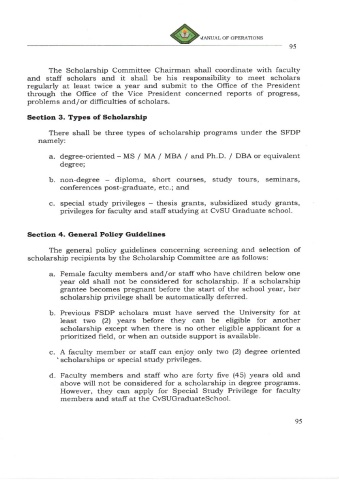 MANUAL OF OPERATIONS
95
The Scholarship Committee Chairman shall coordinate with faculty
and staff scholars and it shall be his responsibility to meet scholars
regularly at least twice a year and submit to the Office of the President
through the Office of the Vice President concerned reports of progress,
problems and/or difficulties of scholars.
Section 3. Types of Scholarship
There shall be three types of scholarship programs under the SFDP
namely:
a. degree-oriented – MS / MA / MBA / and Ph.D. / DBA or equivalent
degree;
b. non-degree – diploma, short courses, study tours, seminars,
conferences post-graduate, etc.; and
c. special study privileges – thesis grants, subsidized study grants,
privileges for faculty and staff studying at CvSU Graduate school.
Section 4. General Policy Guidelines
The general policy guidelines concerning screening and selection of
scholarship recipients by the Scholarship Committee are as follows:
a. Female faculty members and/or staff who have children below one
year old shall not be considered for scholarship. If a scholarship
grantee becomes pregnant before the start of the school year, her
scholarship privilege shall be automatically deferred.
b. Previous FSDP scholars must have served the University for at
least two (2) years before they can be eligible for another
scholarship except when there is no other eligible applicant for a
prioritized field, or when an outside support is available.
c. A faculty member or staff can enjoy only two (2) degree oriented
scholarships or special study privileges.
d. Faculty members and staff who are forty five (45) years old and
above will not be considered for a scholarship in degree programs.
However, they can apply for Special Study Privilege for faculty
members and staff at the CvSUGraduateSchool.
95